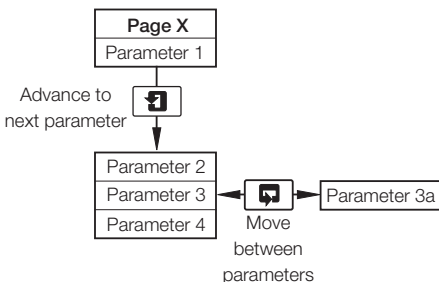 Page X
Parameter 1
Advance to
next parameter
Parameter 2
Parameter 3
Parameter 4
Parameter 3a
Move
between
parameters